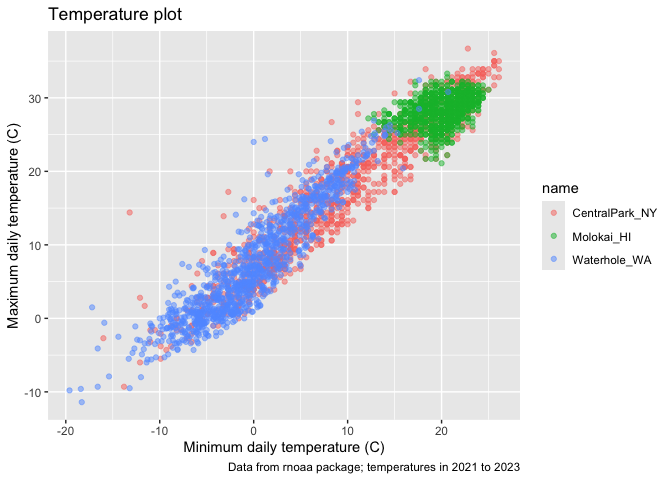 Temperature plot
Maximum daily temperature (C)
30
20
10
0
-10
-20
-10
0
10
20
Minimum daily temperature (C)
name
CentralPark_NY
Molokai_HI
Waterhole_WA
Data from rnoaa package; temperatures in 2021 to 2023